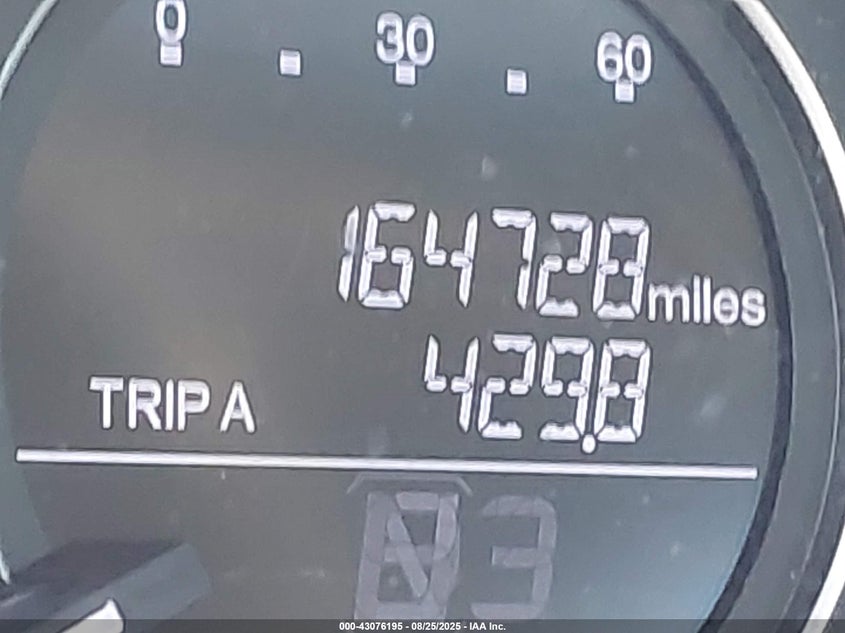 0 30 60
164728 miles
TRIP A 429.8
000-43076195 - 08/25/2025 - IAA Inc.